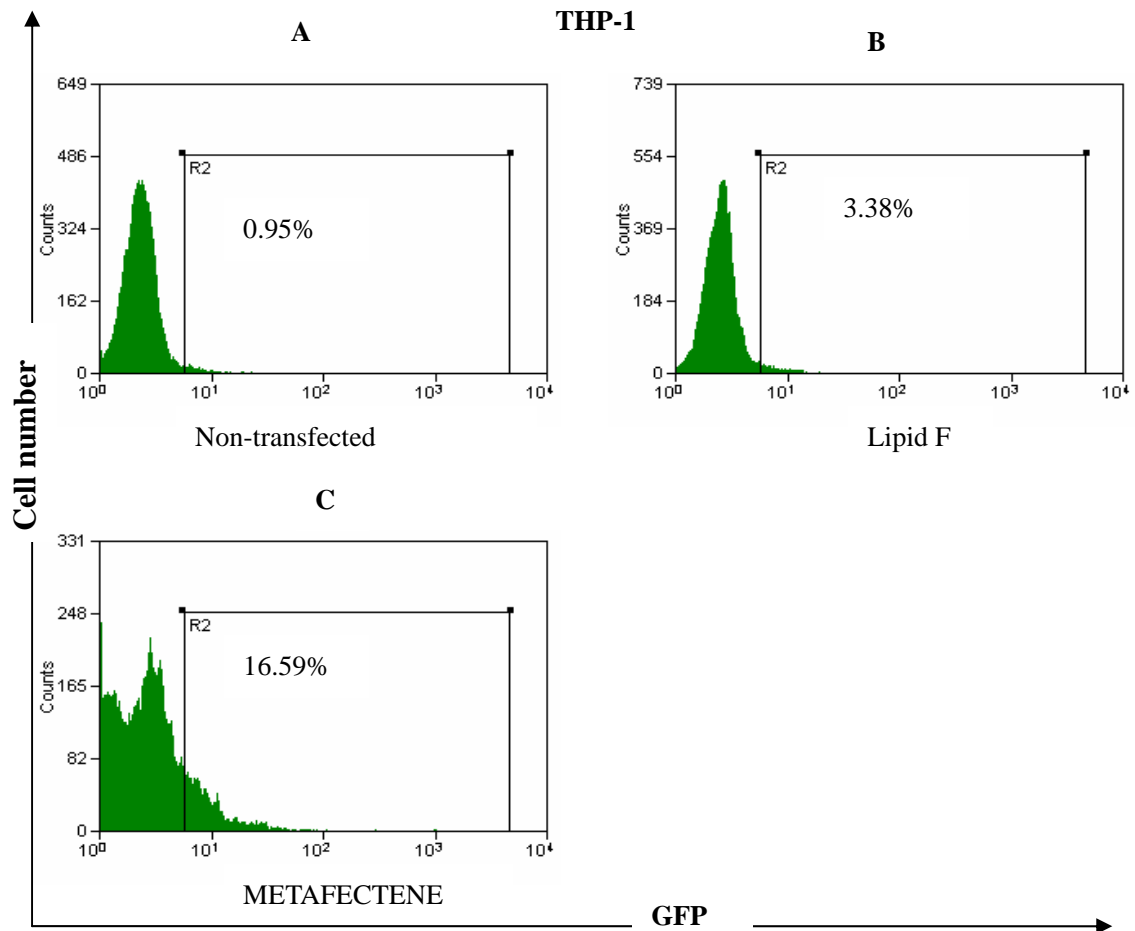 THP-1
A
B
649
486
324
162
0
Counts
R2
0.95%
10⁰ 10¹ 10² 10³ 10⁴
Non-transfected
739
554
369
184
0
Counts
R2
3.38%
10⁰ 10¹ 10² 10³ 10⁴
Lipid F
Cell number
C
331
248
165
82
0
Counts
R2
16.59%
10⁰ 10¹ 10² 10³ 10⁴
METAFECTENE
GFP